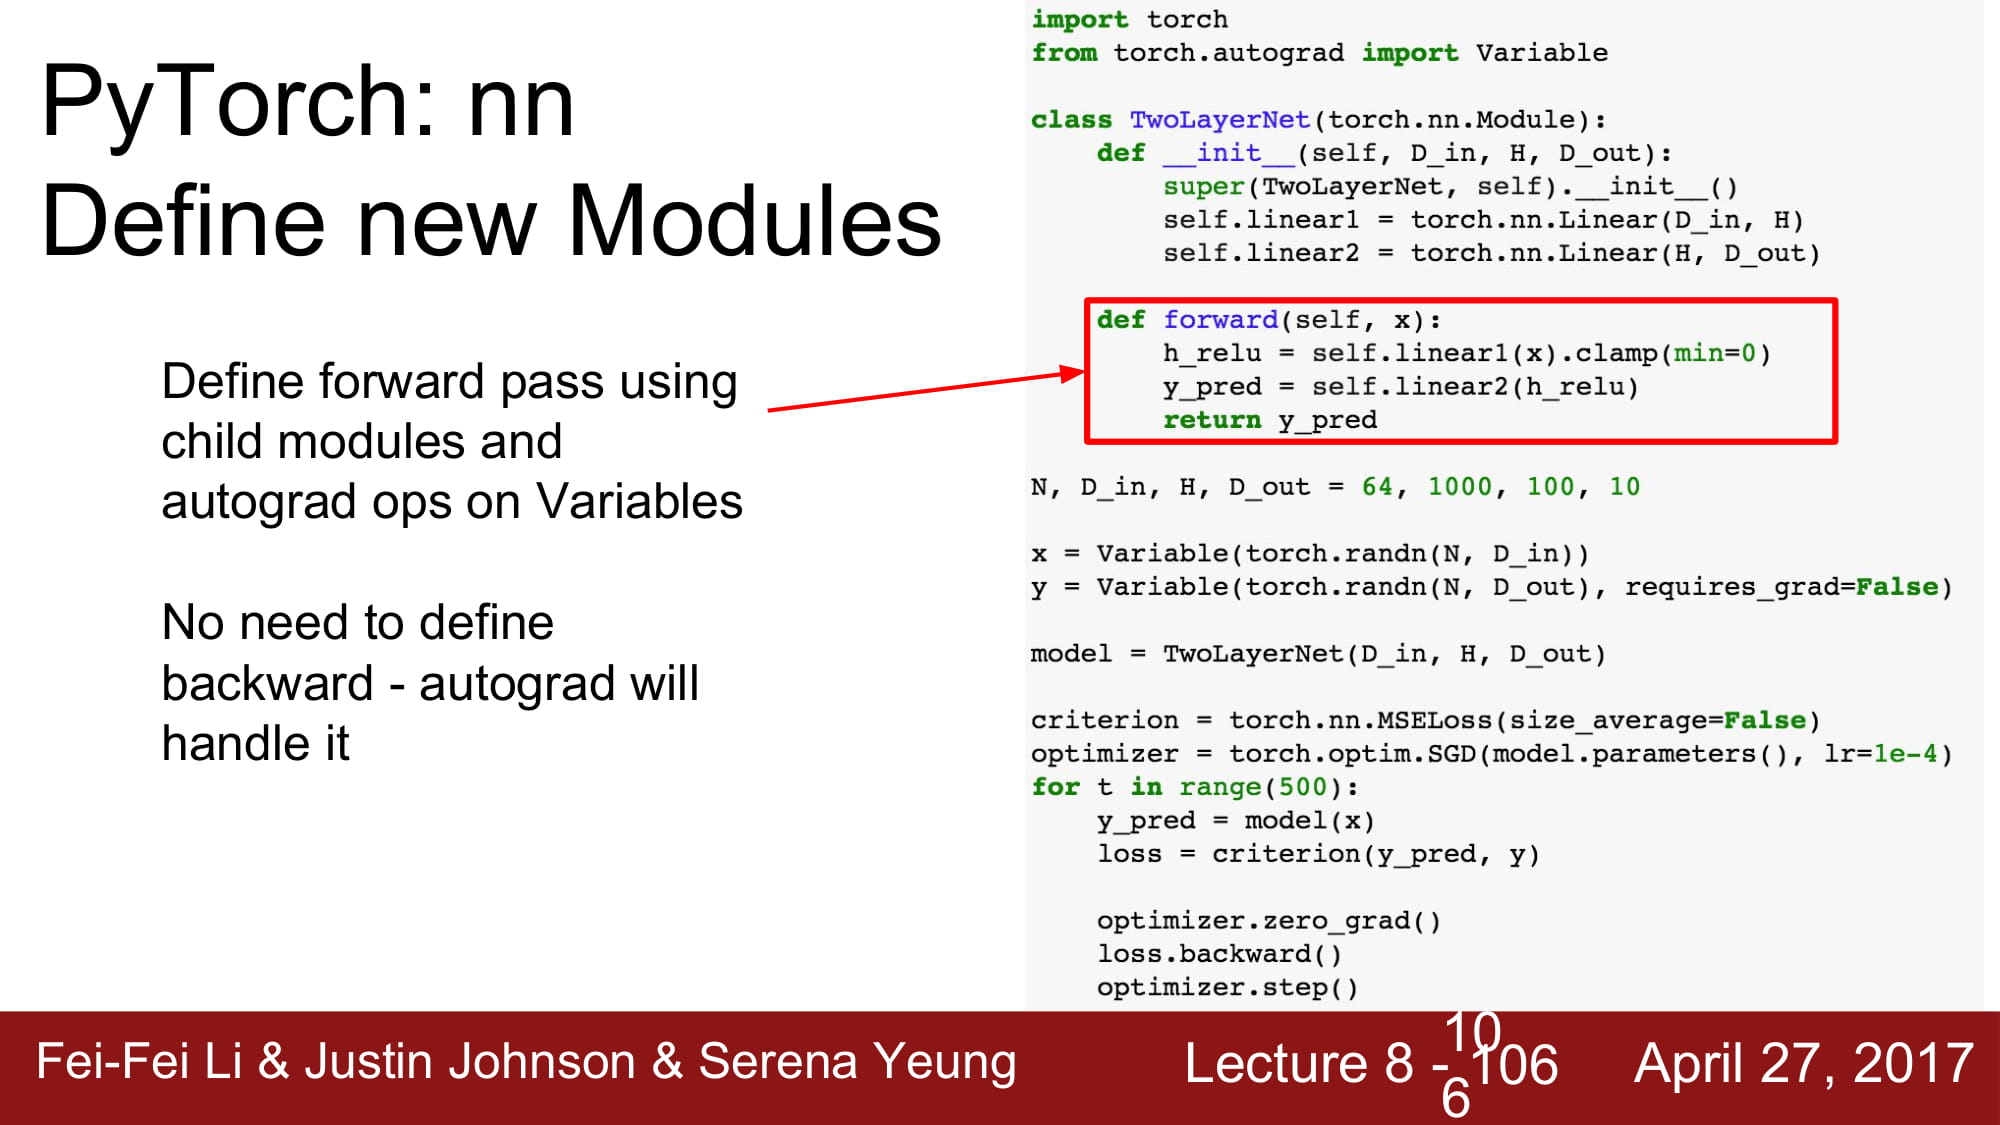 PyTorch: nn
Define new Modules
Define forward pass using
child modules and
autograd ops on Variables
No need to define
backward - autograd will
handle it
import torch
from torch.autograd import Variable
class TwoLayerNet(torch.nn.Module):
    def __init__(self, D_in, H, D_out):
        super(TwoLayerNet, self).__init__()
        self.linear1 = torch.nn.Linear(D_in, H)
        self.linear2 = torch.nn.Linear(H, D_out)
    def forward(self, x):
        h_relu = self.linear1(x).clamp(min=0)
        y_pred = self.linear2(h_relu)
        return y_pred
N, D_in, H, D_out = 64, 1000, 100, 10
x = Variable(torch.randn(N, D_in))
y = Variable(torch.randn(N, D_out), requires_grad=False)
model = TwoLayerNet(D_in, H, D_out)
criterion = torch.nn.MSELoss(size_average=False)
optimizer = torch.optim.SGD(model.parameters(), lr=1e-4)
for t in range(500):
    y_pred = model(x)
    loss = criterion(y_pred, y)
    optimizer.zero_grad()
    loss.backward()
    optimizer.step()
Fei-Fei Li & Justin Johnson & Serena Yeung
Lecture 8 - 106
10
6
April 27, 2017